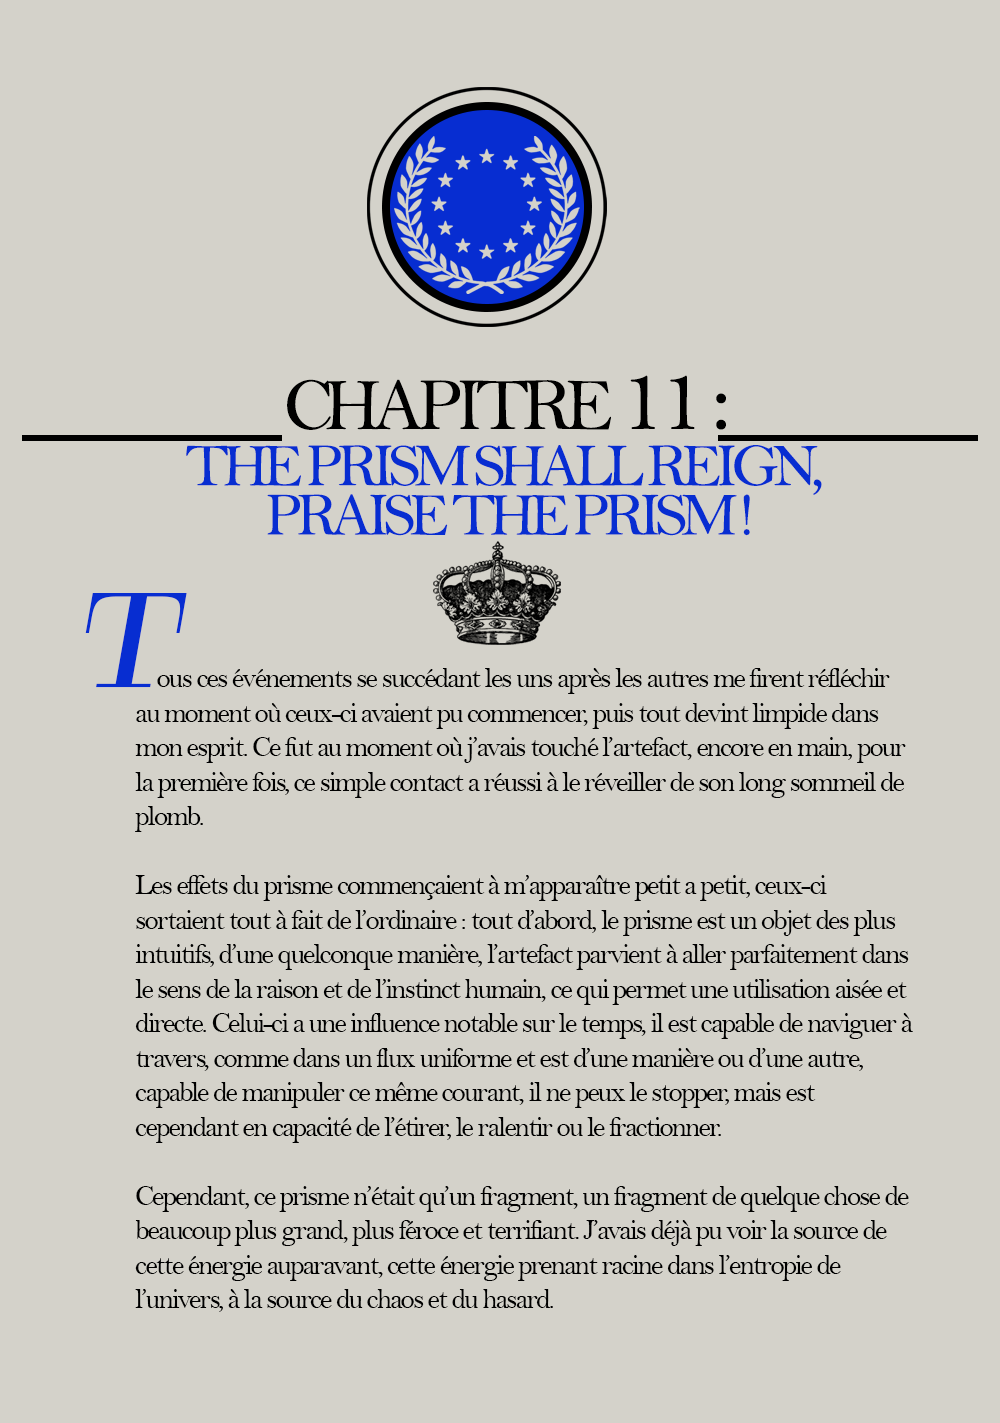 CHAPITRE 11 :
THE PRISM SHALL REIGN,
PRAISE THE PRISM !
Tous ces événements se succédant les uns après les autres me firent réfléchir
au moment où ceux-ci avaient pu commencer, puis tout devint limpide dans
mon esprit. Ce fut au moment où j'avais touché l'artefact, encore en main, pour
la première fois, ce simple contact a réussi à le réveiller de son long sommeil de
plomb.
Les effets du prisme commençaient à m'apparaître petit a petit, ceux-ci
sortaient tout à fait de l'ordinaire : tout d'abord, le prisme est un objet des plus
intuitifs, d'une quelconque manière, l'artefact parvient à aller parfaitement dans
le sens de la raison et de l'instinct humain, ce qui permet une utilisation aisée et
directe. Celui-ci a une influence notable sur le temps, il est capable de naviguer à
travers, comme dans un flux uniforme et est d'une manière ou d'une autre,
capable de manipuler ce même courant, il ne peux le stopper, mais est
cependant en capacité de l'étirer, le ralentir ou le fractionner.
Cependant, ce prisme n'était qu'un fragment, un fragment de quelque chose de
beaucoup plus grand, plus féroce et terrifiant. J'avais déjà pu voir la source de
cette énergie auparavant, cette énergie prenant racine dans l'entropie de
l'univers, à la source du chaos et du hasard.